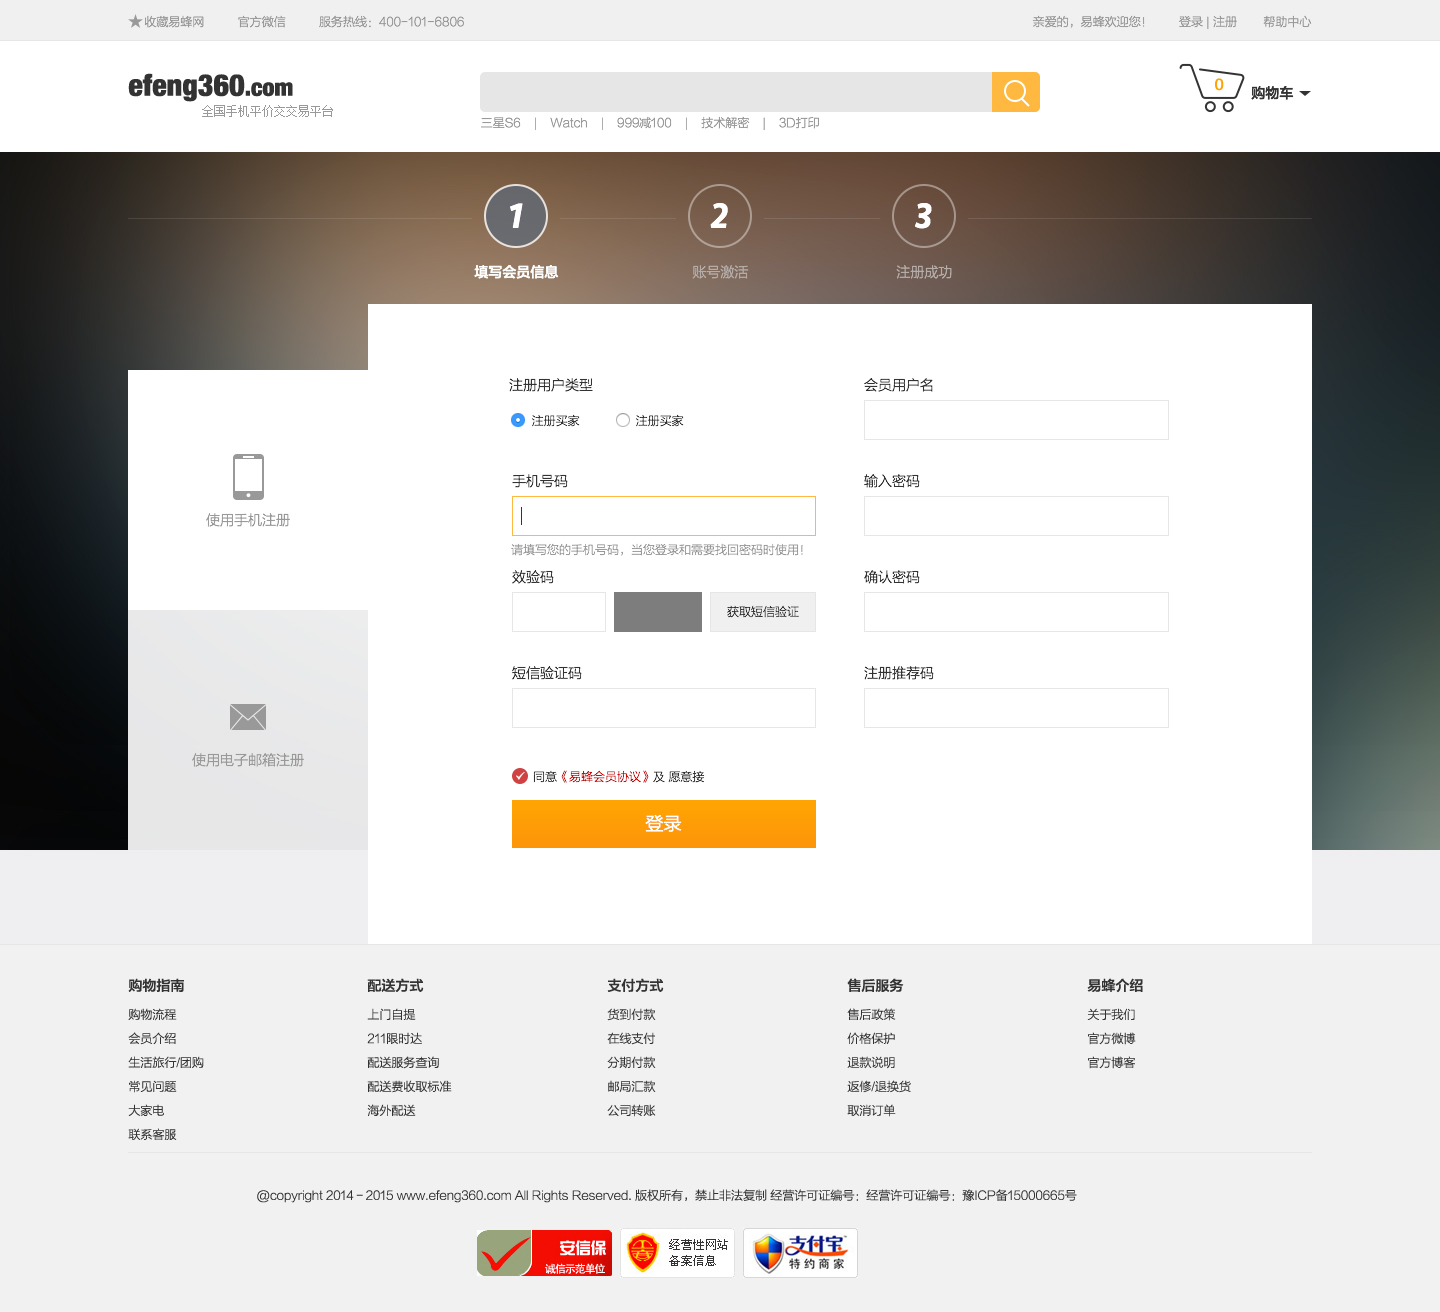 ★收藏易蜂网 官方微信 服务热线：400-101-6806 亲爱的，易蜂欢迎您！ 登录 | 注册 帮助中心
efeng360.com
全国手机平价交交易平台
0 购物车
三星S6 | Watch | 999减100 | 技术解密 | 3D打印
1 2 3
填写会员信息 账号激活 注册成功
注册用户类型 会员用户名
注册买家 注册买家
手机号码 输入密码
使用手机注册
请填写您的手机号码，当您登录和需要找回密码时使用！
效验码 确认密码
获取短信验证
短信验证码 注册推荐码
使用电子邮箱注册
同意《易蜂会员协议》及 愿意接
登录
购物指南 配送方式 支付方式 售后服务 易蜂介绍
购物流程 上门自提 货到付款 售后政策 关于我们
会员介绍 211限时达 在线支付 价格保护 官方微博
生活旅行/团购 配送服务查询 分期付款 退款说明 官方博客
常见问题 配送费收取标准 邮局汇款 返修/退换货
大家电 海外配送 公司转账 取消订单
联系客服
@copyright 2014 - 2015 www.efeng360.com All Rights Reserved. 版权所有，禁止非法复制 经营许可证编号：经营许可证编号：豫ICP备15000665号
安信保 经营性网站 支付宝
诚信示范单位 备案信息 特约商家